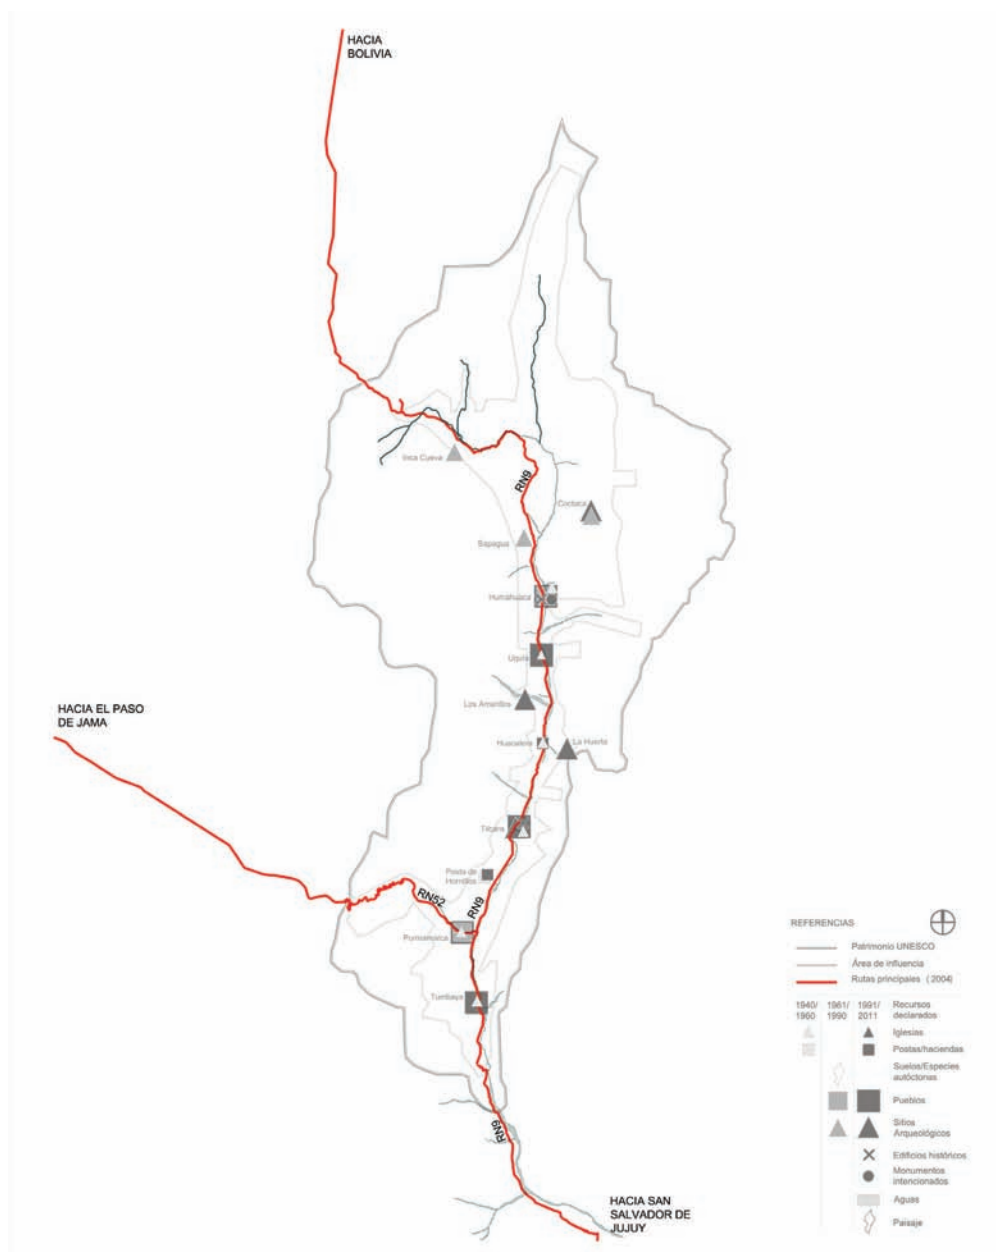 HACIA
BOLIVIA
Inca Cueva
RN9
Coctaca
Sapagua
Humahuaca
Uquía
Los Amarillos
Huacalera
La Huerta
HACIA EL PASO
DE JAMA
Tilcara
Posta de
Hornillos
RN52
RN9
Purmamarca
Tumbaya
RN9
HACIA SAN
SALVADOR DE
JUJUY
REFERENCIAS
Patrimonio UNESCO
Área de influencia
Rutas principales (2004)
1940/ 1961/ 1991/ Recursos
1960 1990 2011 declarados
Iglesias
Postas/haciendas
Suelos/Especies
autóctonas
Pueblos
Sitios
Arqueológicos
Edificios históricos
Monumentos
intencionados
Aguas
Paisaje